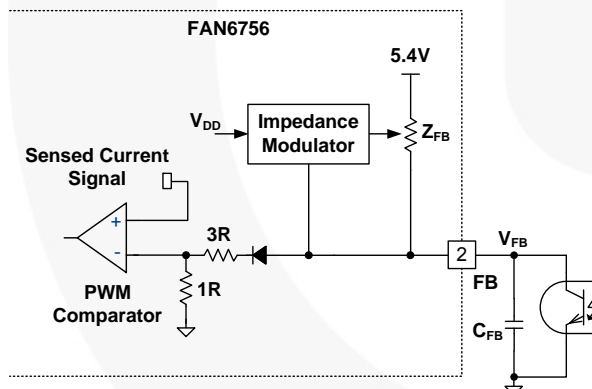 FAN6756
5.4V
VDD
Impedance
Modulator
ZFB
Sensed Current
Signal
+
-
3R
1R
PWM
Comparator
2
FB
VFB
CFB